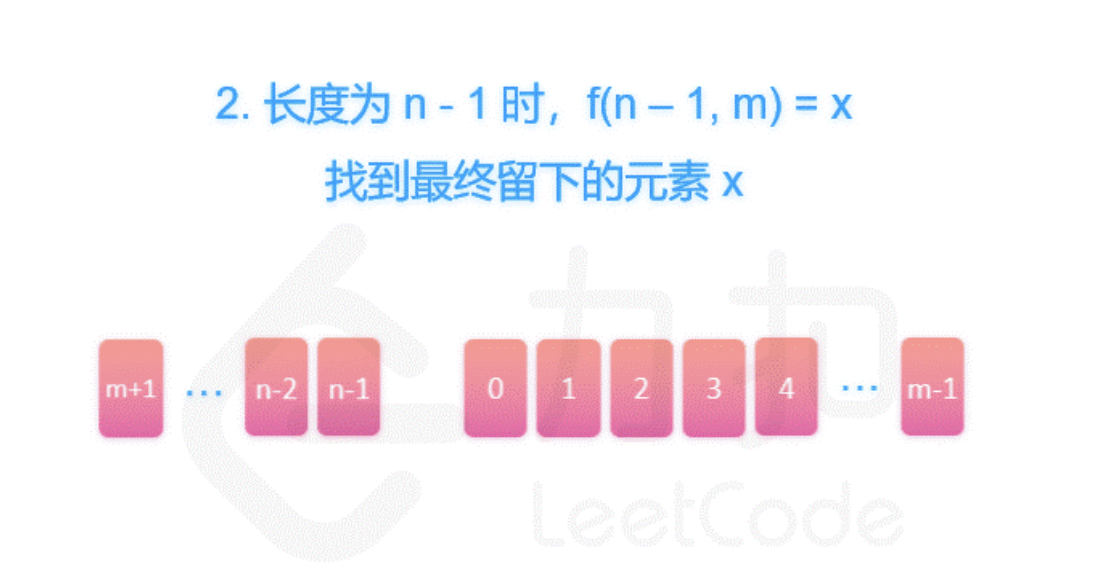 2. 长度为 n - 1 时，f(n – 1, m) = x
找到最终留下的元素 x
m+1 … n-2 n-1 0 1 2 3 4 … m-1
力扣
LeetCode